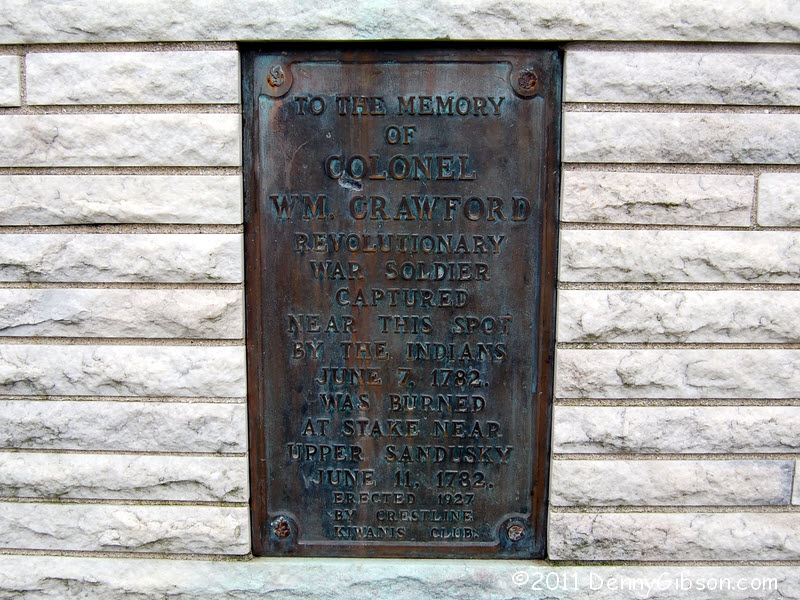 TO THE MEMORY
OF
COLONEL
WM. CRAWFORD
REVOLUTIONARY
WAR SOLDIER
CAPTURED
NEAR THIS SPOT
BY THE INDIANS
JUNE 7, 1782.
WAS BURNED
AT STAKE NEAR
UPPER SANDUSKY
JUNE 11, 1782.
ERECTED 1927
BY CRESTLINE
KIWANIS CLUB.
©2011 DennyGibson.com